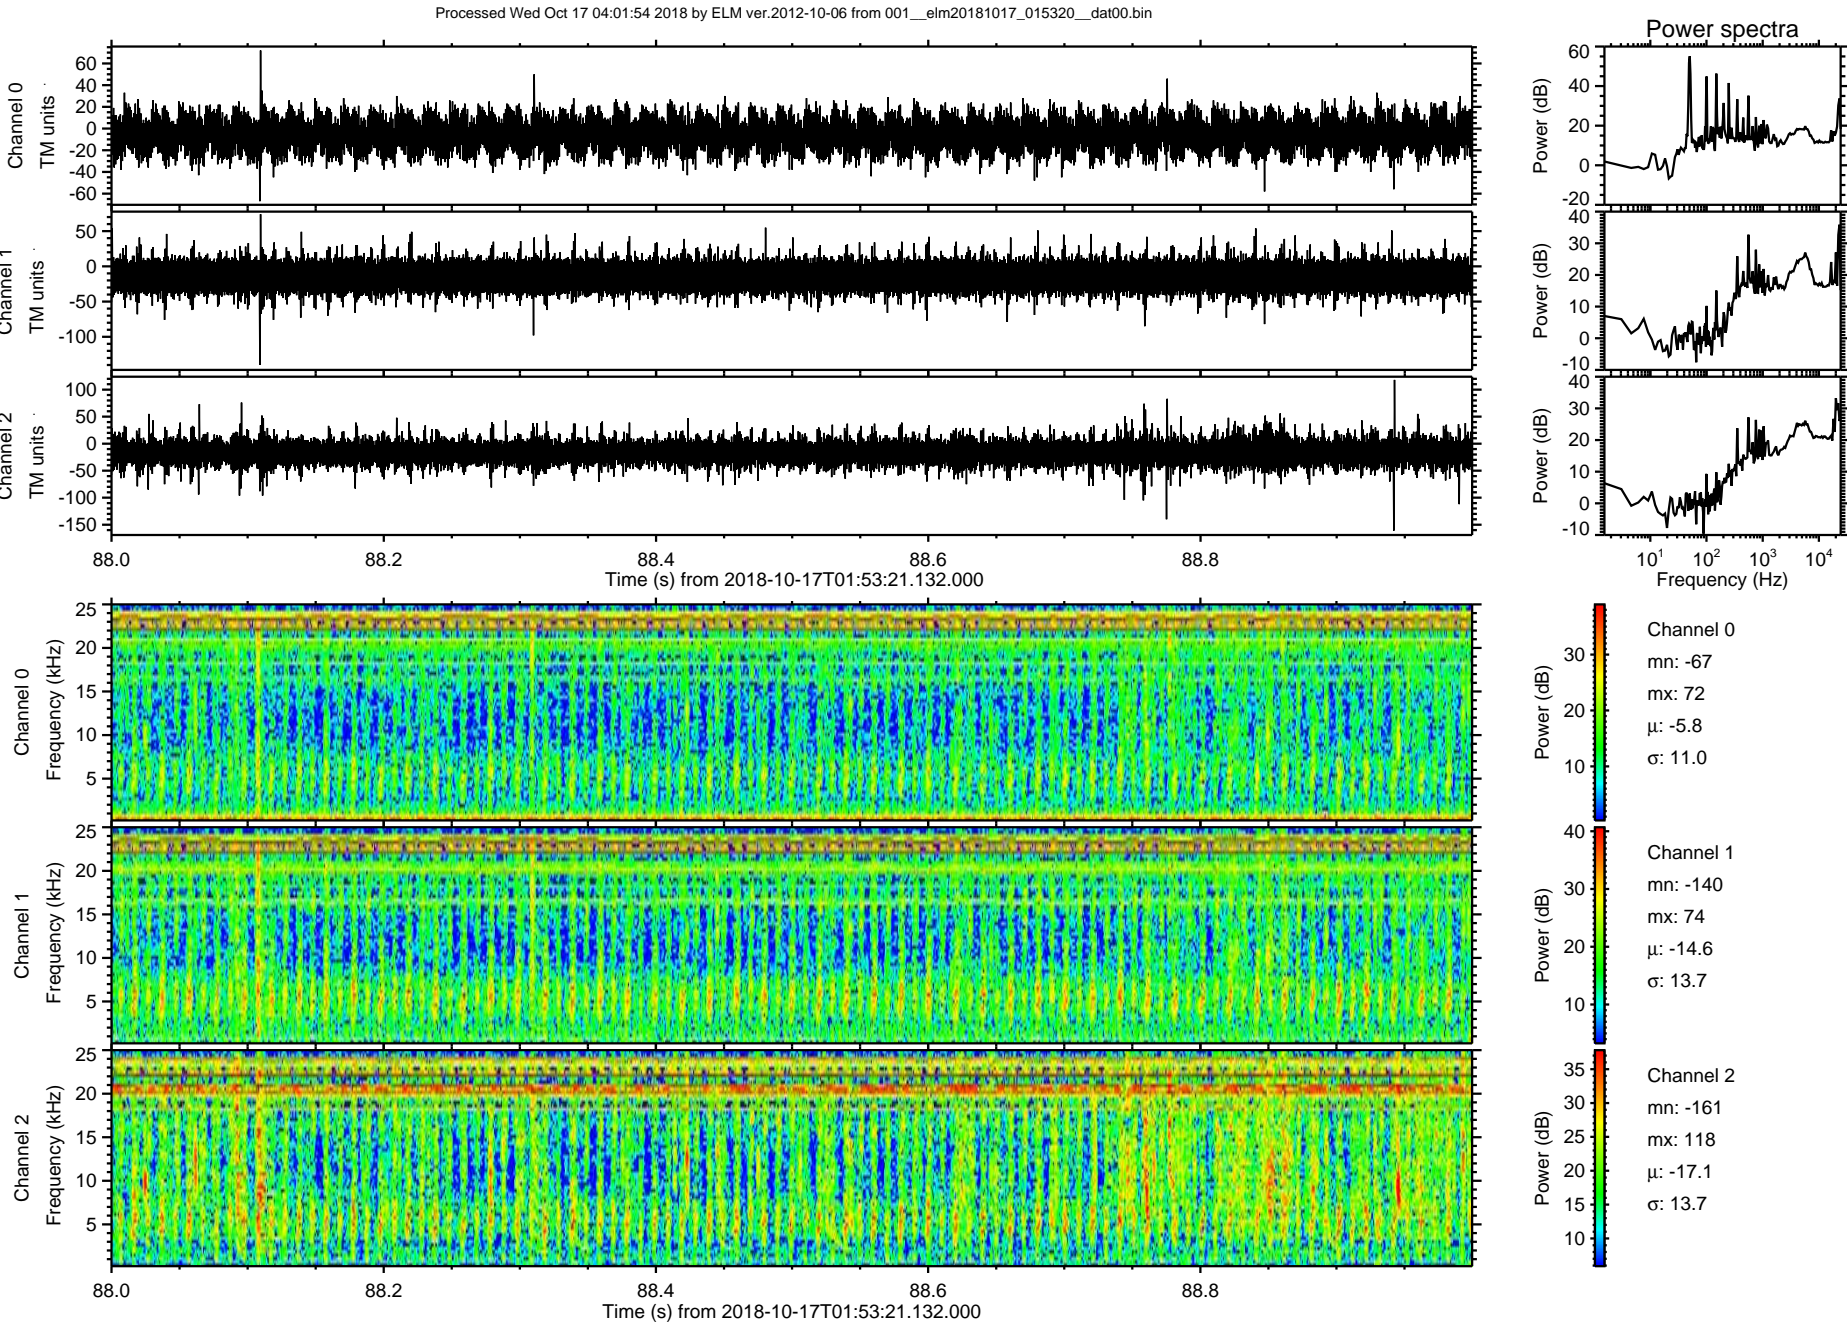 Processed Wed Oct 17 04:01:54 2018 by ELM ver.2012-10-06 from 001__elm20181017_015320__dat00.bin
Power spectra
Channel 0
TM units
60
40
20
0
-20
-40
-60
Power (dB)
60
40
20
0
-20
Channel 1
TM units
50
0
-50
-100
Power (dB)
40
30
20
10
0
-10
Channel 2
TM units
100
50
0
-50
-100
-150
Power (dB)
40
30
20
10
0
-10
88.0 88.2 88.4 88.6 88.8
Time (s) from 2018-10-17T01:53:21.132.000
10¹ 10² 10³ 10⁴
Frequency (Hz)
Channel 0
Frequency (kHz)
25
20
15
10
5
Power (dB)
30
20
10
Channel 0
mn: -67
mx: 72
μ: -5.8
σ: 11.0
Channel 1
Frequency (kHz)
25
20
15
10
5
Power (dB)
40
30
20
10
Channel 1
mn: -140
mx: 74
μ: -14.6
σ: 13.7
Channel 2
Frequency (kHz)
25
20
15
10
5
Power (dB)
35
30
25
20
15
10
Channel 2
mn: -161
mx: 118
μ: -17.1
σ: 13.7
88.0 88.2 88.4 88.6 88.8
Time (s) from 2018-10-17T01:53:21.132.000